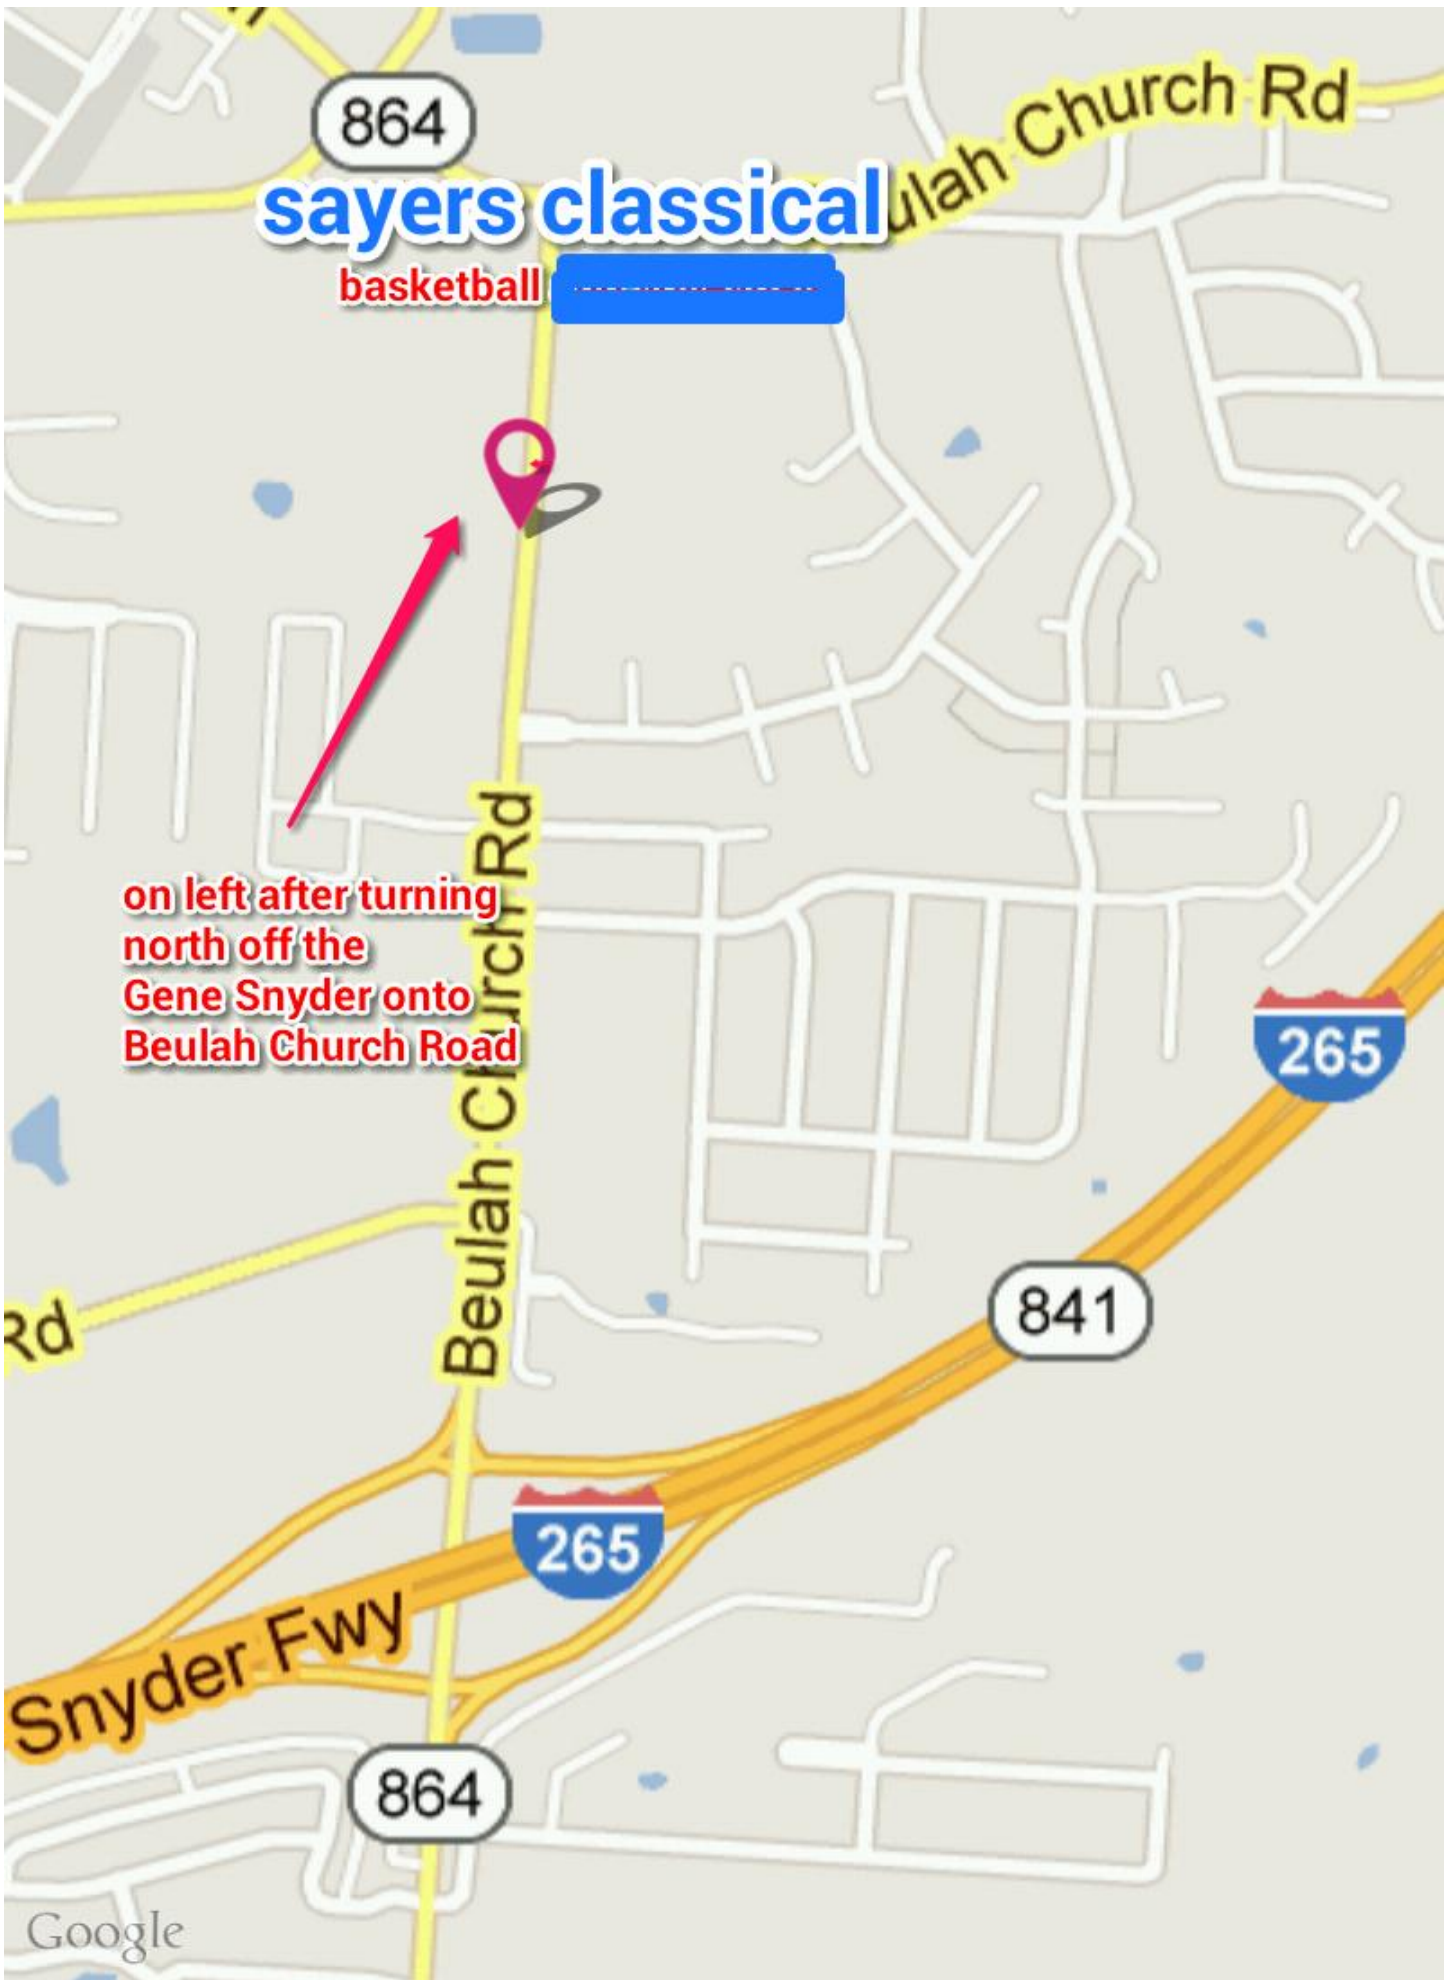 864
ulah Church Rd
sayers classical
basketball
on left after turning
north off the
Gene Snyder onto
Beulah Church Road
Beulah Church Rd
265
Rd
841
265
Snyder Fwy
864
Google